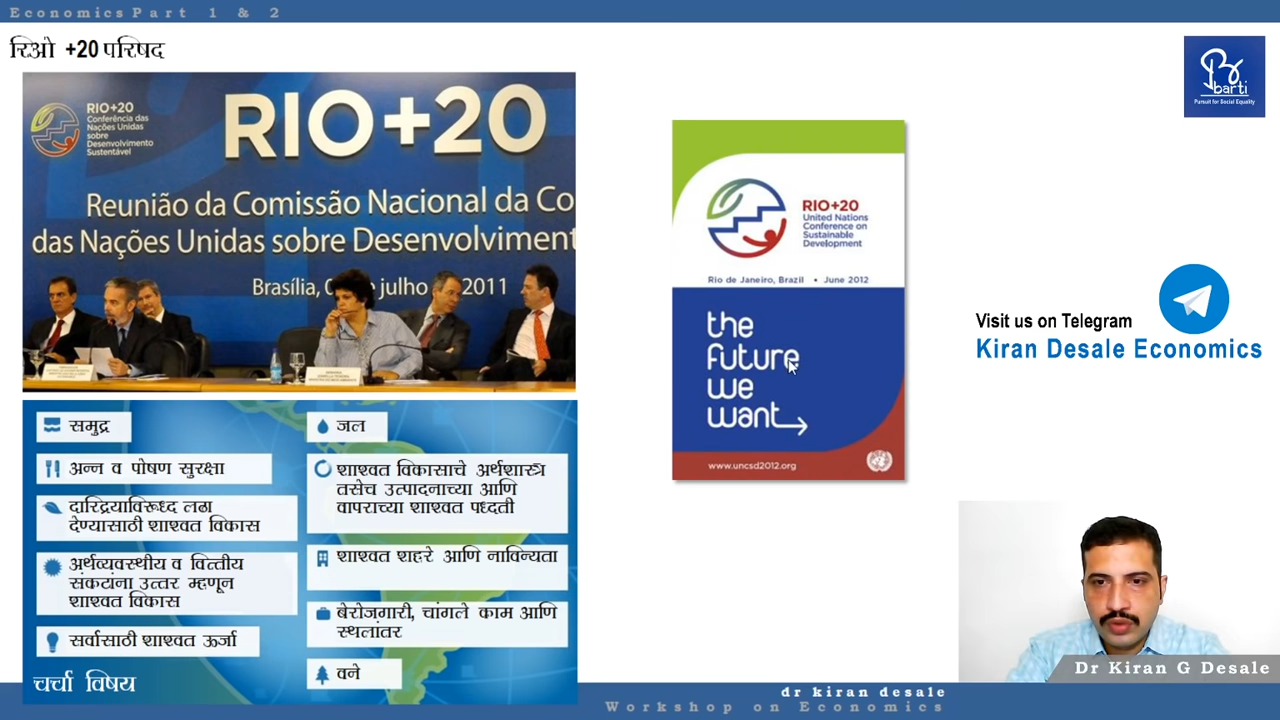 Economics Part 1 & 2
रिओ +20 परिषद
RIO+20
Conferência das
Nações Unidas
sobre
Desenvolvimento
Sustentável
RIO+20
Reunião da Comissão Nacional da Co
das Nações Unidas sobre Desenvolviment
Brasília, 0
julho
2011
barti
Pursuit for Social Equality
RIO+20
United Nations
Conference on
Sustainable
Development
Rio de Janeiro, Brazil • June 2012
the
future
we
want
www.uncsd2012.org
Visit us on Telegram
Kiran Desale Economics
समुद्र
अन्न व पोषण सुरक्षा
दारिद्रयाविरूध्द लढा
देण्यासाठी शाश्वत विकास
अर्थव्यवस्थीय व वित्तीय
संकटांना उत्तर म्हणून
शाश्वत विकास
सर्वासाठी शाश्वत ऊर्जा
चर्चा विषय
जल
शाश्वत विकासाचे अर्थशास्त्र
तसेच उत्पादनाच्या आणि
वापराच्या शाश्वत पध्दती
शाश्वत शहरे आणि नाविन्यता
बेरोजगारी, चांगले काम आणि
स्थलांतर
वने
Dr Kiran G Desale
dr kiran desale
Workshop on Economics